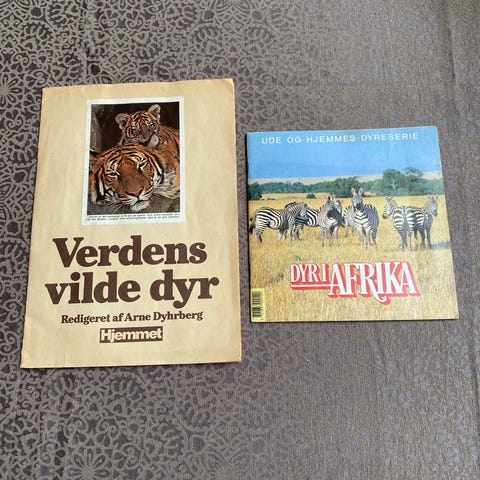 Verdens
vilde dyr
Redigeret af Arne Dyhrberg
Hjemmet
UDE·OG·HJEMMES·DYRESERIE
DYR I AFRIKA